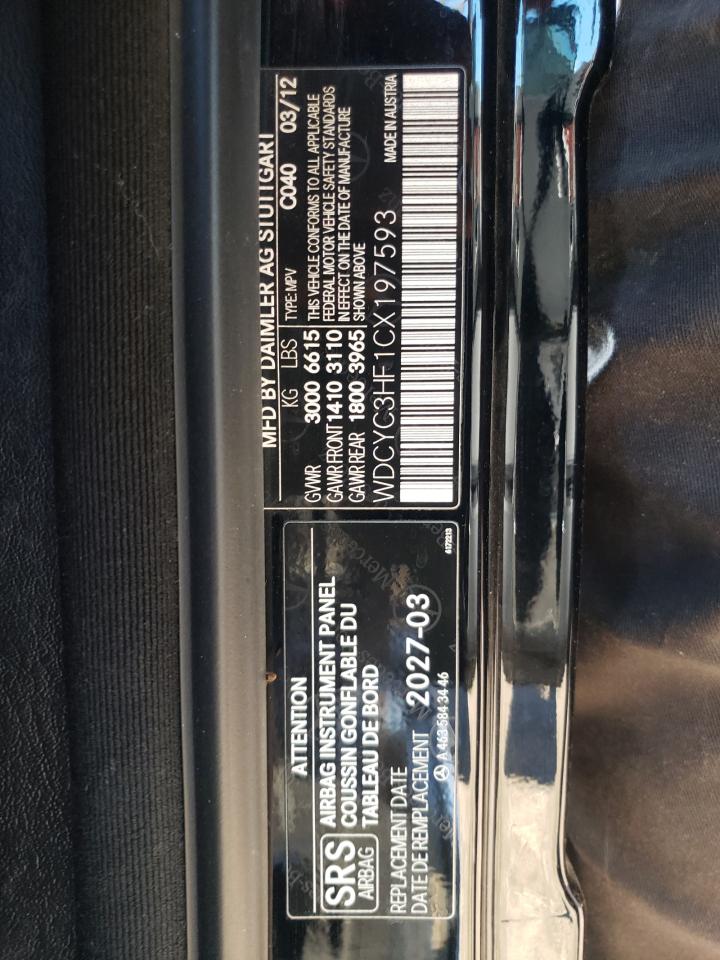 MFD BY DAIMLER AG STUTTGART
KG LBS TYPE: MPV C040 03/12
GVWR 3000 6615 THIS VEHICLE CONFORMS TO ALL APPLICABLE
FEDERAL MOTOR VEHICLE SAFETY STANDARDS
GAWR FRONT 1410 3110 IN EFFECT ON THE DATE OF MANUFACTURE
GAWR REAR 1800 3965 SHOWN ABOVE
WDCYC3HF1CX197593 MADE IN AUSTRIA
ATTENTION
SRS AIRBAG
AIRBAG INSTRUMENT PANEL
COUSSIN GONFLABLE DU
TABLEAU DE BORD
REPLACEMENT DATE
DATE DE REMPLACEMENT 2027-03
A 463 584 34 46
6172213